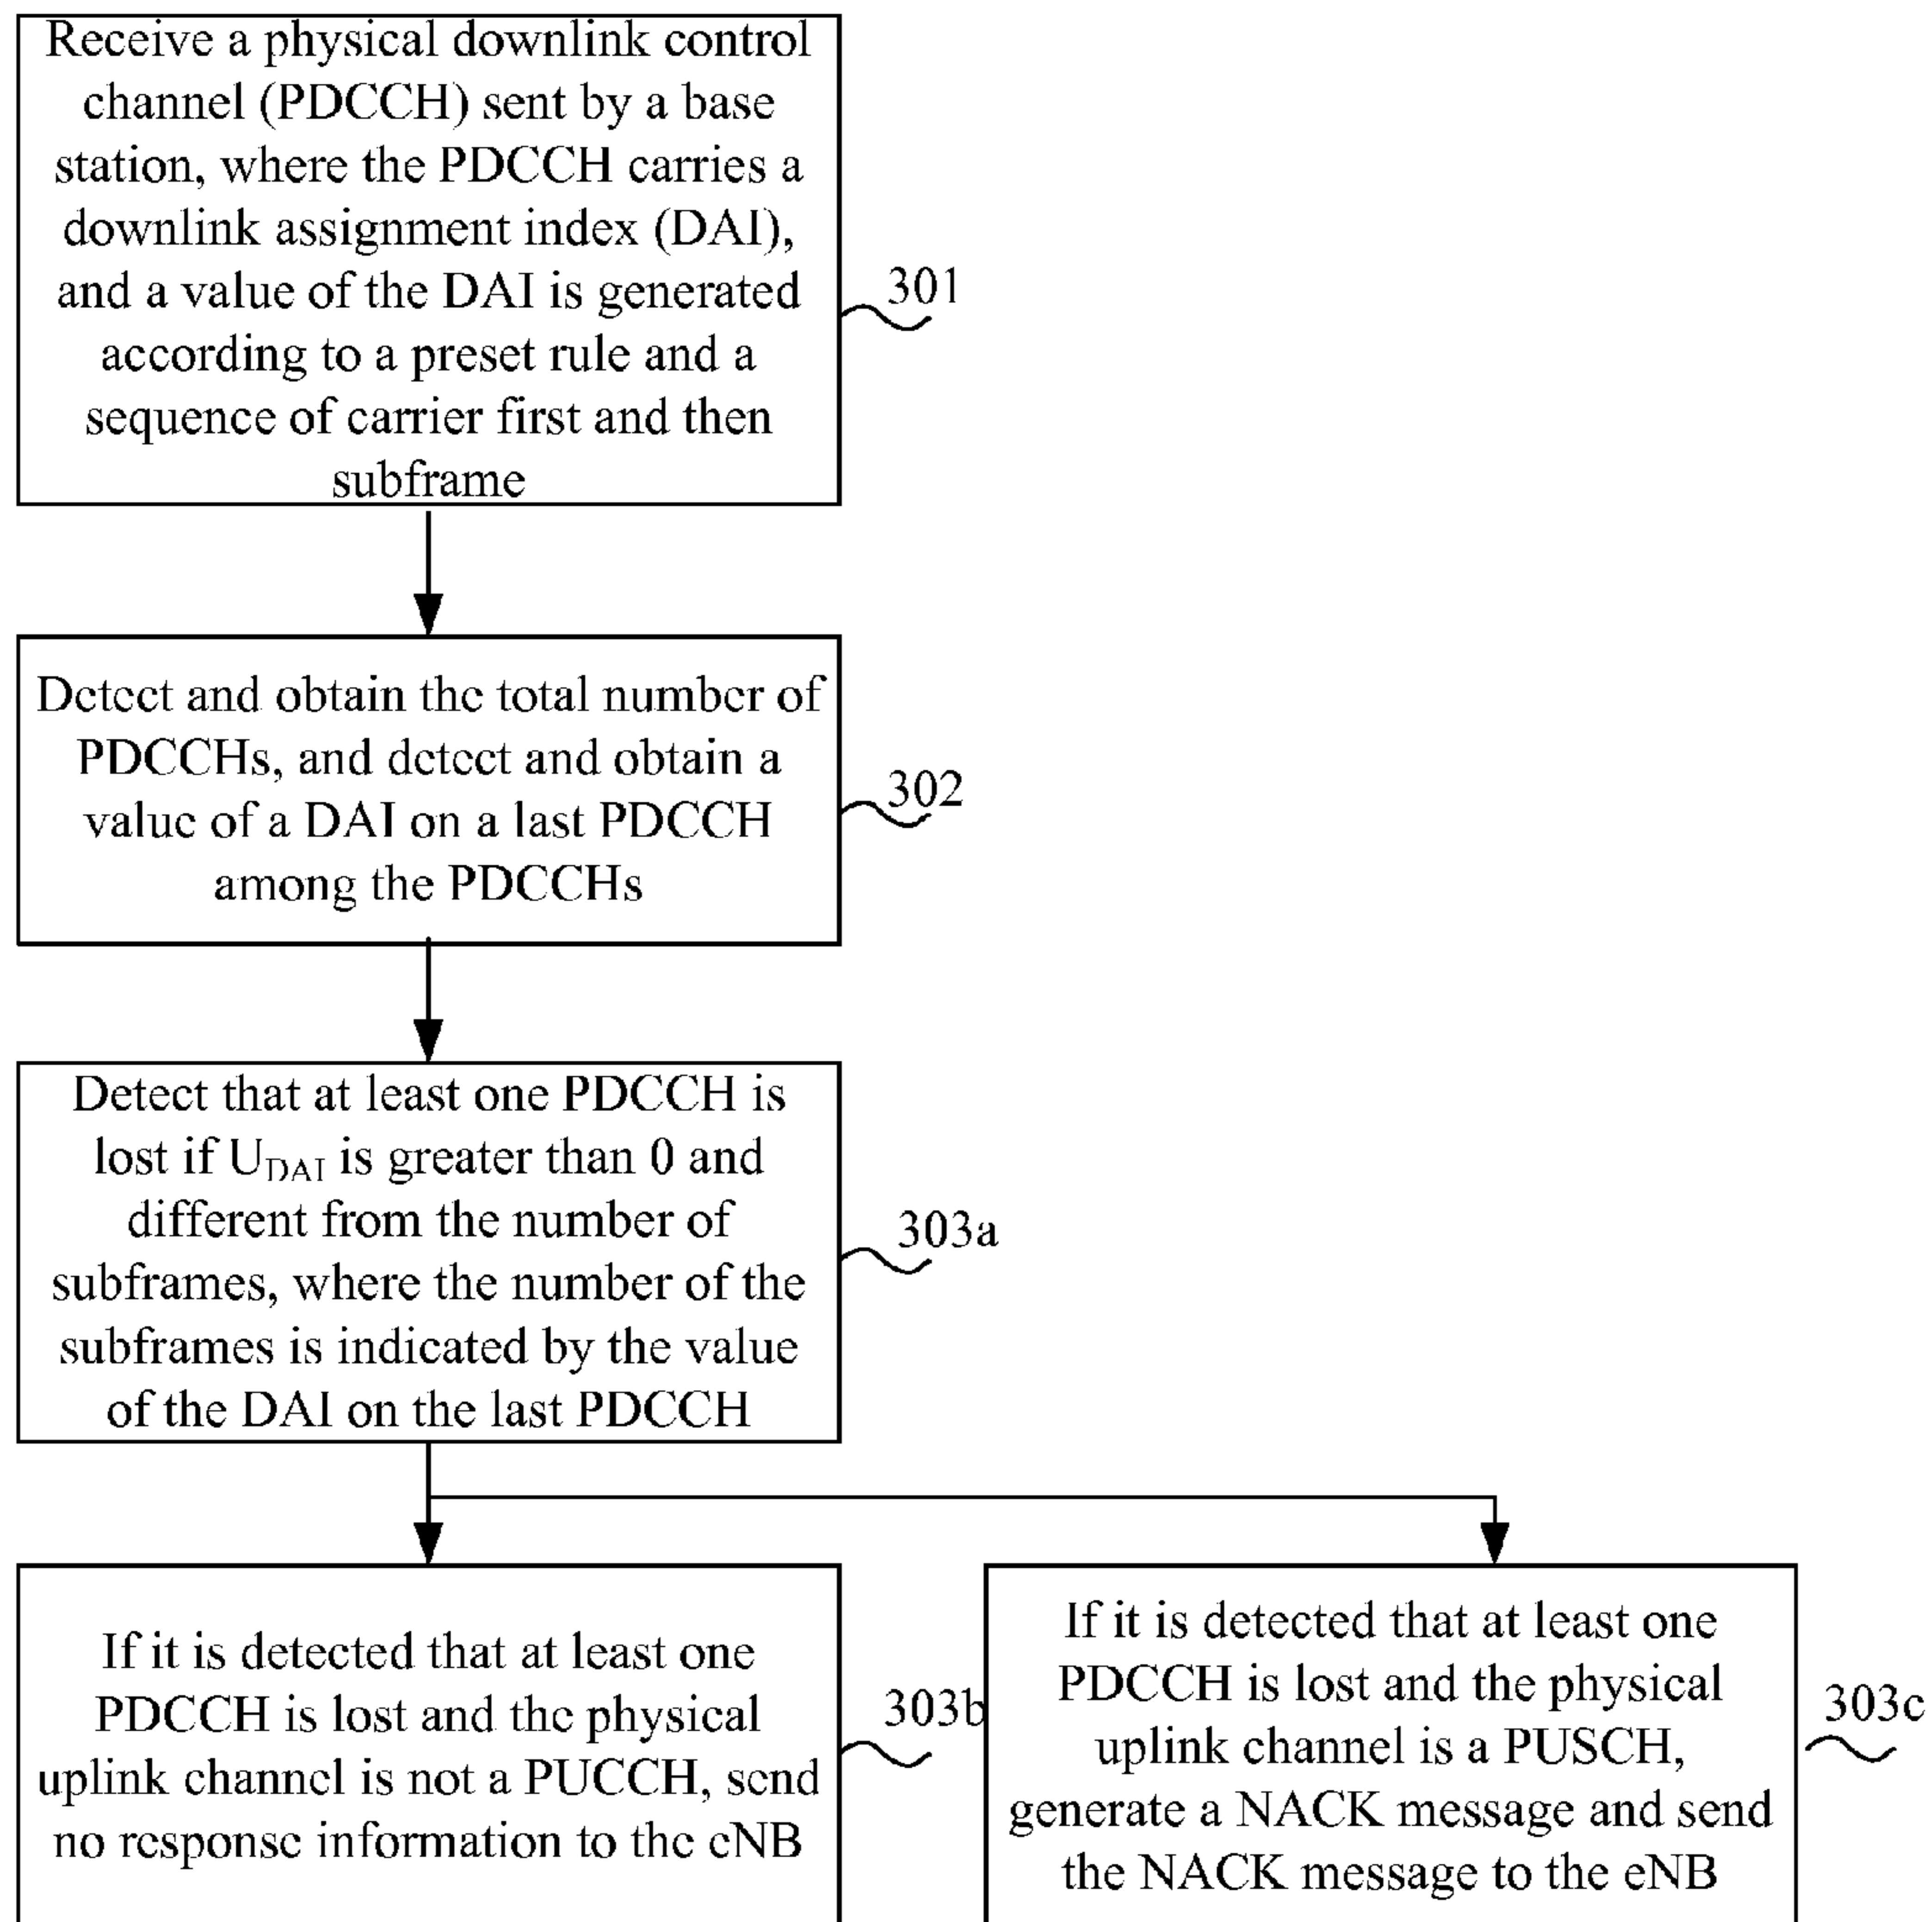 Receive a physical downlink control
channel (PDCCH) sent by a base
station, where the PDCCH carries a
downlink assignment index (DAI),
and a value of the DAI is generated
according to a preset rule and a
sequence of carrier first and then
subframe
301
Detect and obtain the total number of
PDCCHs, and detect and obtain a
value of a DAI on a last PDCCH
among the PDCCHs
302
Detect that at least one PDCCH is
lost if U_DAI is greater than 0 and
different from the number of
subframes, where the number of the
subframes is indicated by the value
of the DAI on the last PDCCH
303a
If it is detected that at least one
PDCCH is lost and the physical
uplink channel is not a PUCCH, send
no response information to the eNB
303b
If it is detected that at least one
PDCCH is lost and the physical
uplink channel is a PUSCH,
generate a NACK message and send
the NACK message to the eNB
303c